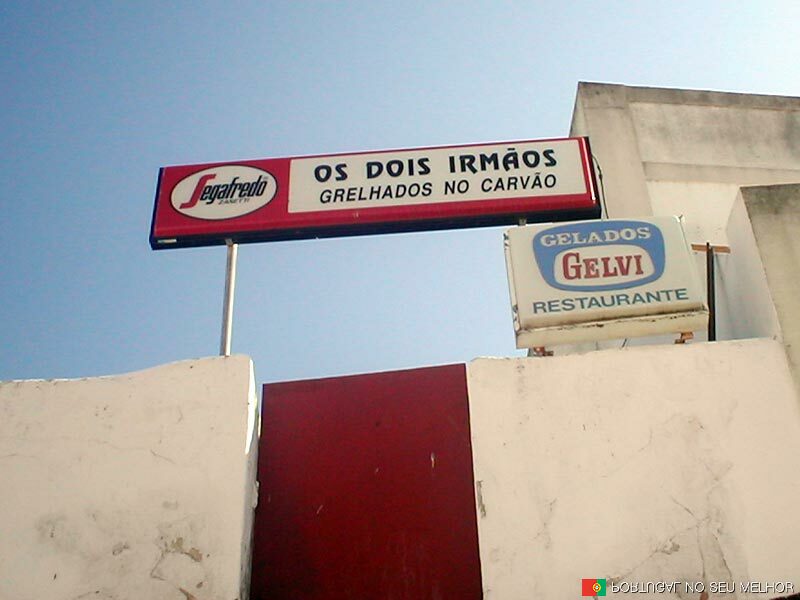 Segafredo
ZANETTI
OS DOIS IRMÃOS
GRELHADOS NO CARVÃO
GELADOS
GELVI
RESTAURANTE
PORTUGAL NO SEU MELHOR